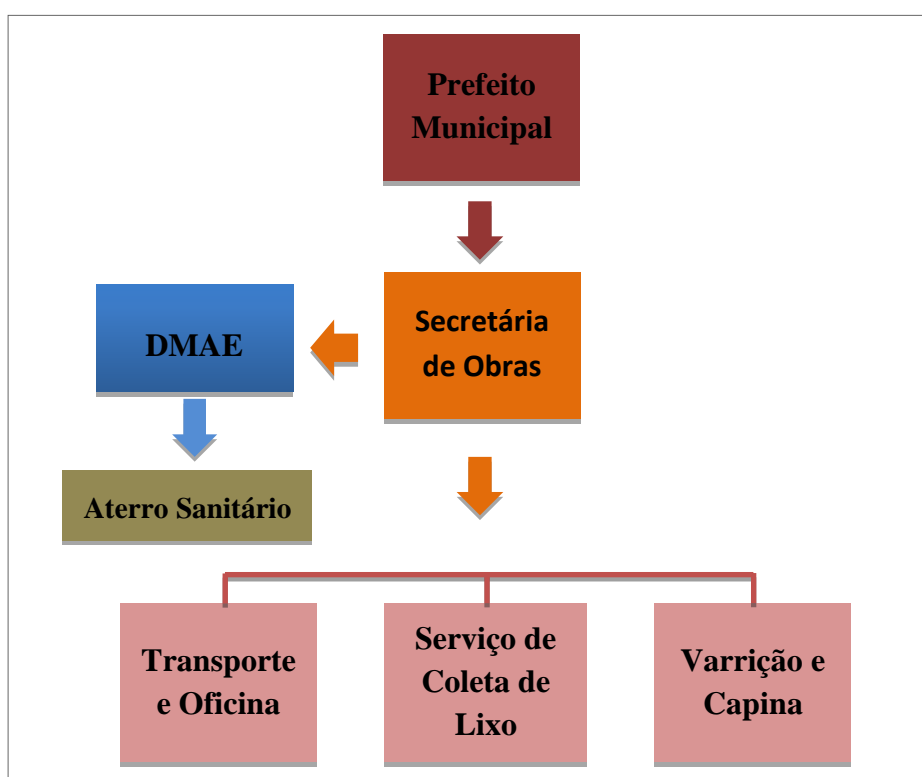 Prefeito
Municipal
DMAE
Secretária
de Obras
Aterro Sanitário
Transporte
e Oficina
Serviço de
Coleta de
Lixo
Varrição e
Capina